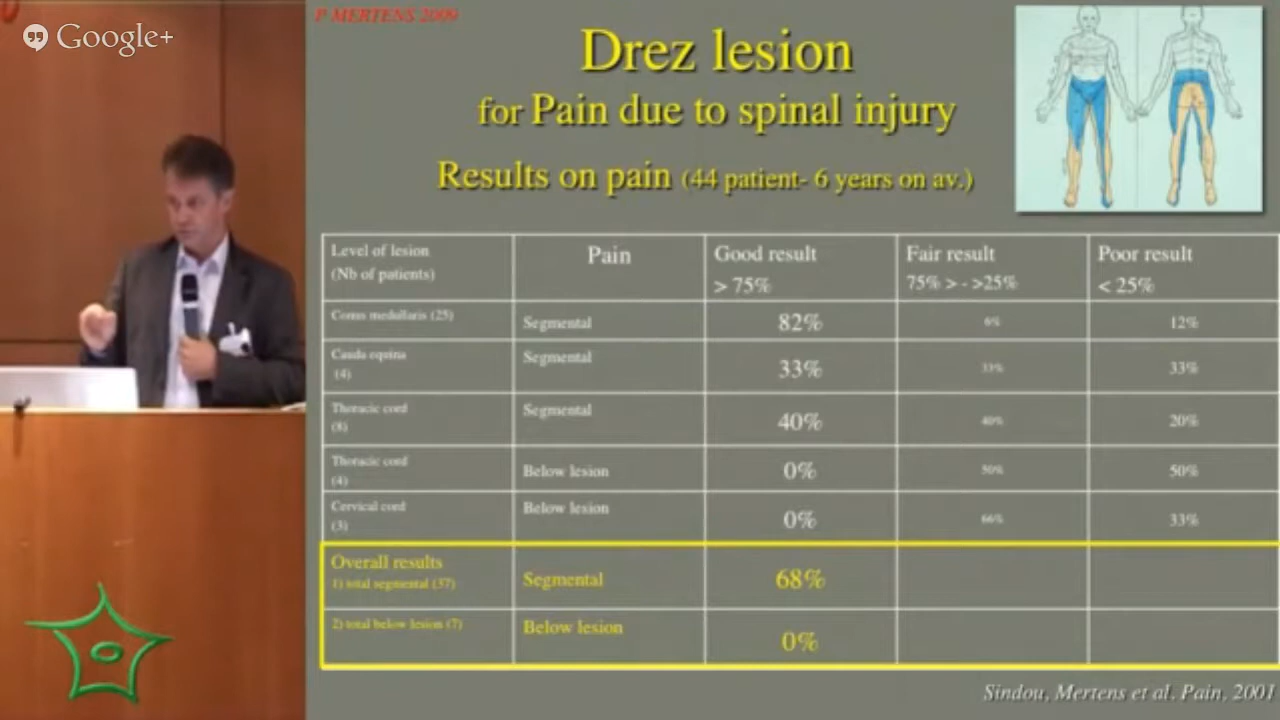 Google+
P MERTENS 2009
Drez lesion
for Pain due to spinal injury
Results on pain (44 patient- 6 years on av.)
Level of lesion
(Nb of patients)
Pain
Good result
> 75%
Fair result
75% > - >25%
Poor result
< 25%
Conus medullaris (25)
Segmental
82%
6%
12%
Cauda equina
(4)
Segmental
33%
33%
33%
Thoracic cord
(8)
Segmental
40%
40%
20%
Thoracic cord
(4)
Below lesion
0%
50%
50%
Cervical cord
(3)
Below lesion
0%
66%
33%
Overall results
1) total segmental (37)
Segmental
68%
2) total below lesion (7)
Below lesion
0%
Sindou, Mertens et al. Pain. 2001